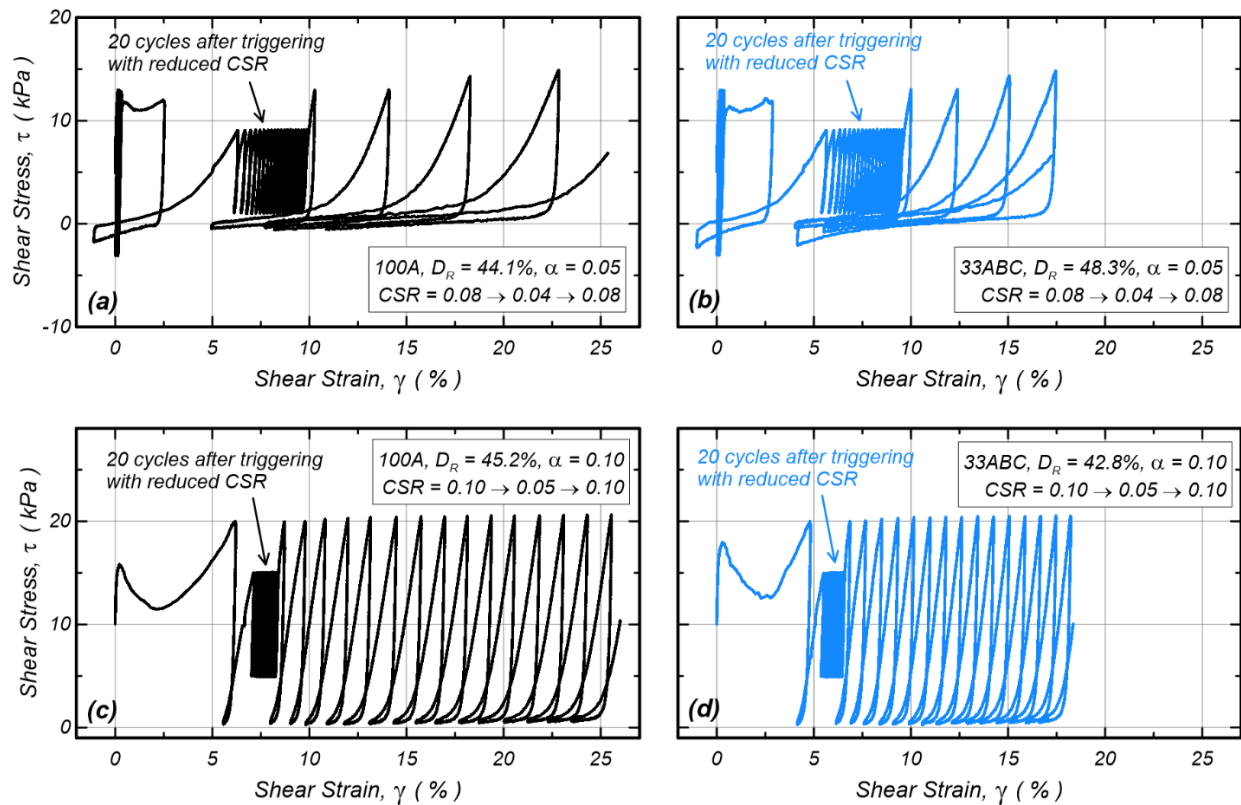 20
10
0
-10
Shear Stress, τ ( kPa )
20 cycles after triggering
with reduced CSR
100A, D_R = 44.1%, α = 0.05
CSR = 0.08 → 0.04 → 0.08
(a)
0 5 10 15 20 25
Shear Strain, γ ( % )
20 cycles after triggering
with reduced CSR
33ABC, D_R = 48.3%, α = 0.05
CSR = 0.08 → 0.04 → 0.08
(b)
0 5 10 15 20 25
Shear Strain, γ ( % )
20
10
0
Shear Stress, τ ( kPa )
20 cycles after triggering
with reduced CSR
100A, D_R = 45.2%, α = 0.10
CSR = 0.10 → 0.05 → 0.10
(c)
0 5 10 15 20 25
Shear Strain, γ ( % )
20 cycles after triggering
with reduced CSR
33ABC, D_R = 42.8%, α = 0.10
CSR = 0.10 → 0.05 → 0.10
(d)
0 5 10 15 20 25
Shear Strain, γ ( % )